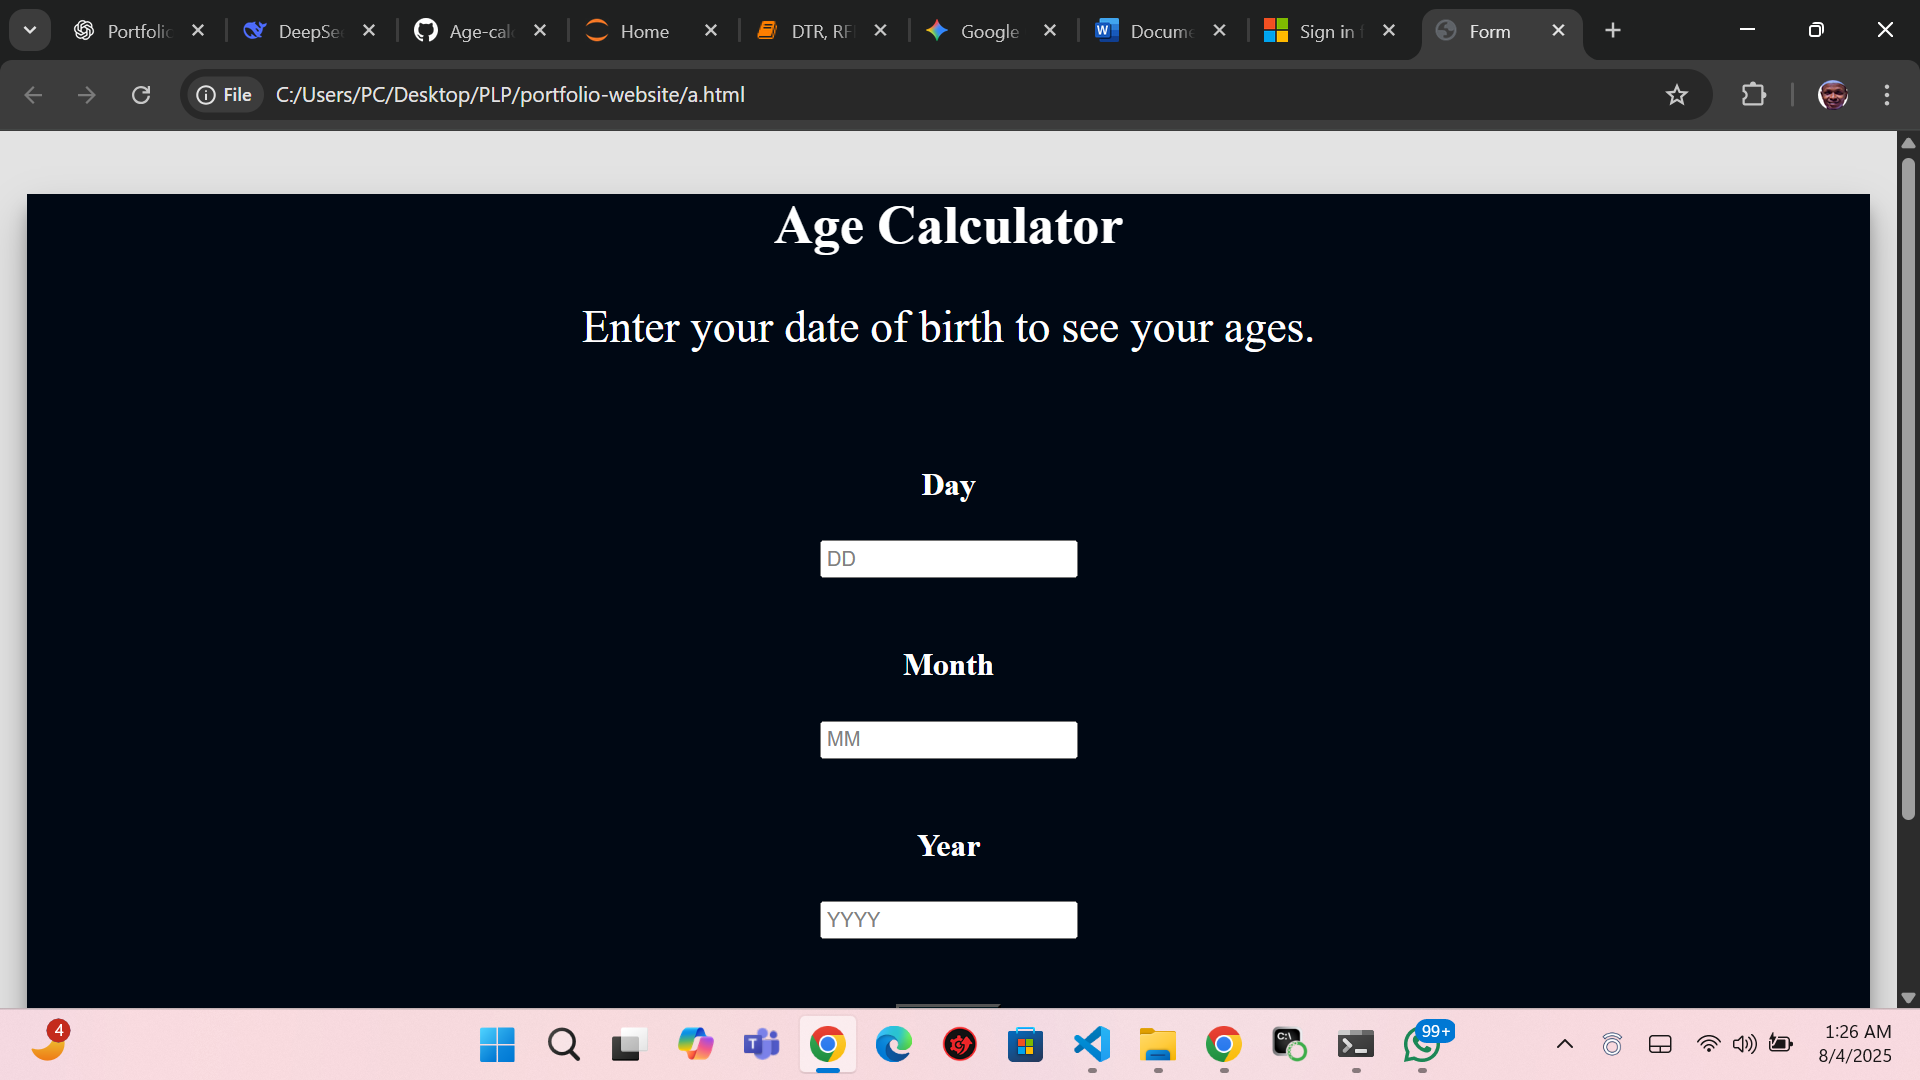 Portfolio
DeepSe
Age-cal
Home
DTR, RF
Google
Docume
Sign in
Form
File
C:/Users/PC/Desktop/PLP/portfolio-website/a.html
Age Calculator
Enter your date of birth to see your ages.
Day
DD
Month
MM
Year
YYYY
4
99+
1:26 AM
8/4/2025